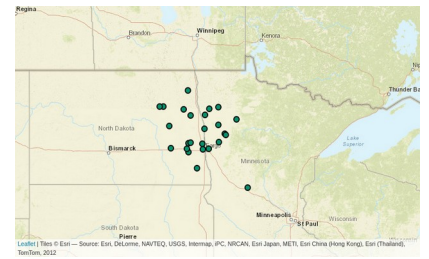 Regina
Brandon
Winnipeg
Kenora
Thunder Ba
North Dakota
Lake
Superior
Bismarck
Minnesota
Minneapolis
St Paul
Wisconsin
South Dakota
Pierre
Leaflet | Tiles © Esri — Source: Esri, DeLorme, NAVTEQ, USGS, Intermap, iPC, NRCAN, Esri Japan, METI, Esri China (Hong Kong), Esri (Thailand),
TomTom, 2012